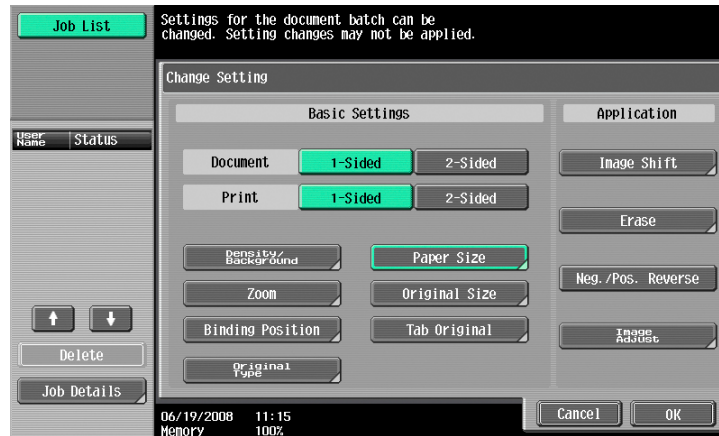 Job List
Settings for the document batch can be
changed. Setting changes may not be applied.
Change Setting
Basic Settings
Application
User
Name
Status
Document
1-Sided
2-Sided
Image Shift
Print
1-Sided
2-Sided
Erase
Density/
Background
Paper Size
Neg./Pos. Reverse
Zoom
Original Size
Binding Position
Tab Original
Image
Adjust
Original
Type
Delete
Job Details
06/19/2008 11:15
Memory 100%
Cancel
OK